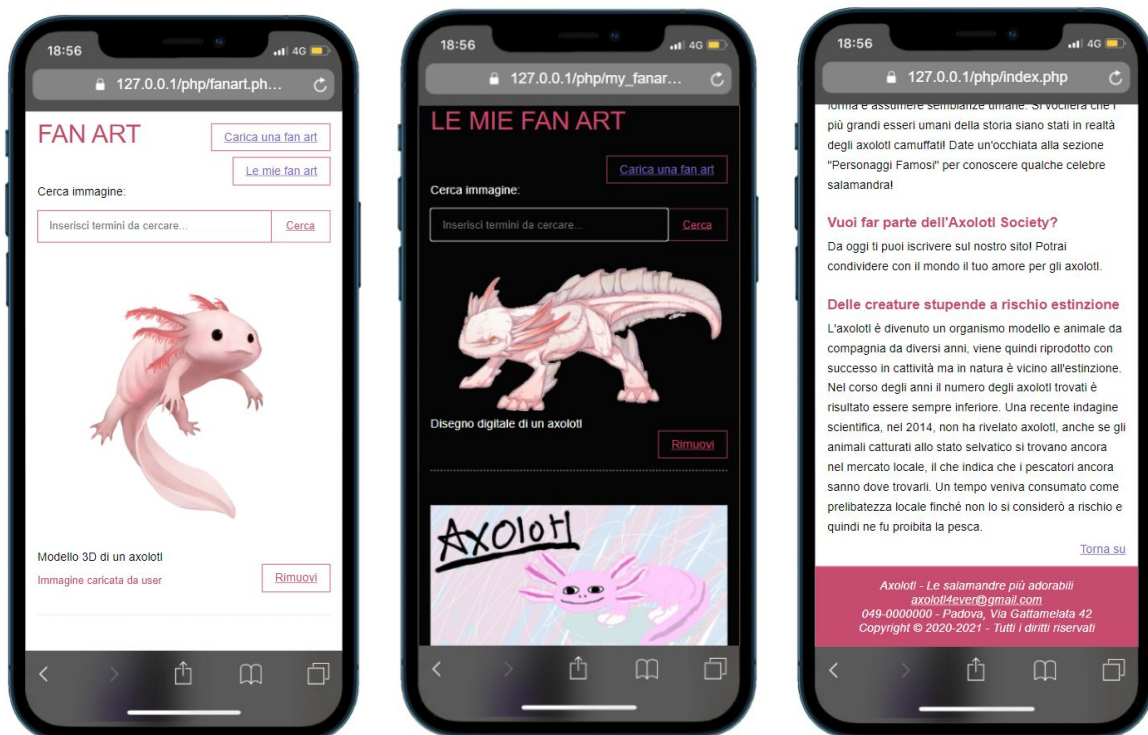 18:56
4G
127.0.0.1/php/fanart.ph...
FAN ART
Carica una fan art
Le mie fan art
Cerca immagine:
Inserisci termini da cercare...
Cerca
Modello 3D di un axolotl
Immagine caricata da user
Rimuovi
18:56
4G
127.0.0.1/php/my_fanar...
LE MIE FAN ART
Carica una fan art
Cerca immagine:
Inserisci termini da cercare...
Cerca
Disegno digitale di un axolotl
Rimuovi
Axolotl
18:56
4G
127.0.0.1/php/index.php
forma e assumere sembianze umane. Si vocifera che i
più grandi esseri umani della storia siano stati in realtà
degli axolotl camuffati! Date un'occhiata alla sezione
"Personaggi Famosi" per conoscere qualche celebre
salamandra!
Vuoi far parte dell'Axolotl Society?
Da oggi ti puoi iscrivere sul nostro sito! Potrai
condividere con il mondo il tuo amore per gli axolotl.
Delle creature stupende a rischio estinzione
L'axolotl è divenuto un organismo modello e animale da
compagnia da diversi anni, viene quindi riprodotto con
successo in cattività ma in natura è vicino all'estinzione.
Nel corso degli anni il numero degli axolotl trovati è
risultato essere sempre inferiore. Una recente indagine
scientifica, nel 2014, non ha rivelato axolotl, anche se gli
animali catturati allo stato selvatico si trovano ancora
nel mercato locale, il che indica che i pescatori ancora
sanno dove trovarli. Un tempo veniva consumato come
prelibatezza locale finché non lo si considerò a rischio e
quindi ne fu proibita la pesca.
Torna su
Axolotl - Le salamandre più adorabili
axolotl4ever@gmail.com
049-0000000 - Padova, Via Gattamelata 42
Copyright © 2020-2021 - Tutti i diritti riservati